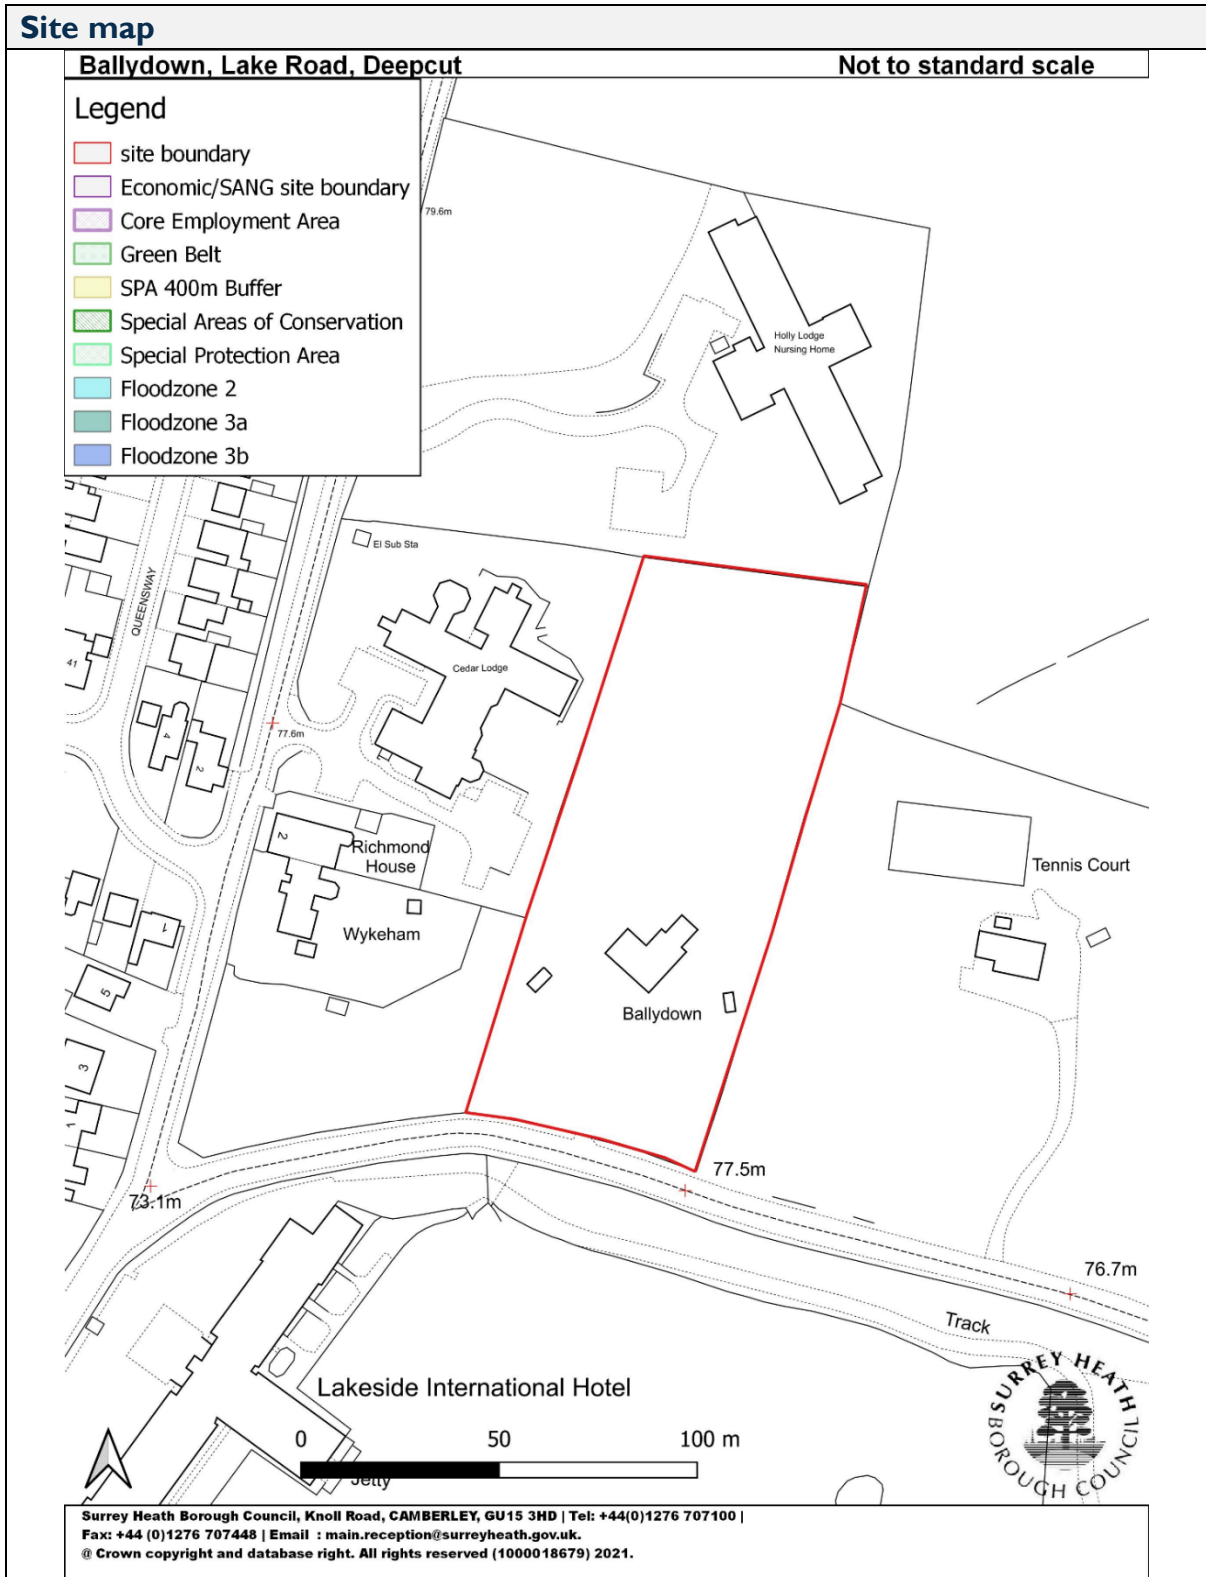 Site map
Ballydown, Lake Road, Deepcut
Not to standard scale
Legend
site boundary
Economic/SANG site boundary
Core Employment Area
Green Belt
SPA 400m Buffer
Special Areas of Conservation
Special Protection Area
Floodzone 2
Floodzone 3a
Floodzone 3b
79.6m
Holly Lodge
Nursing Home
El Sub Sta
QUEENSWAY
41
Cedar Lodge
4
2
77.6m
2
Richmond
House
Wykeham
Tennis Court
1
5
Ballydown
3
1
73.1m
77.5m
76.7m
Track
Lakeside International Hotel
0 50 100 m
Jetty
SURREY HEATH
BOROUGH COUNCIL
Surrey Heath Borough Council, Knoll Road, CAMBERLEY, GU15 3HD | Tel: +44(0)1276 707100 |
Fax: +44 (0)1276 707448 | Email : main.reception@surreyheath.gov.uk.
@ Crown copyright and database right. All rights reserved (1000018679) 2021.